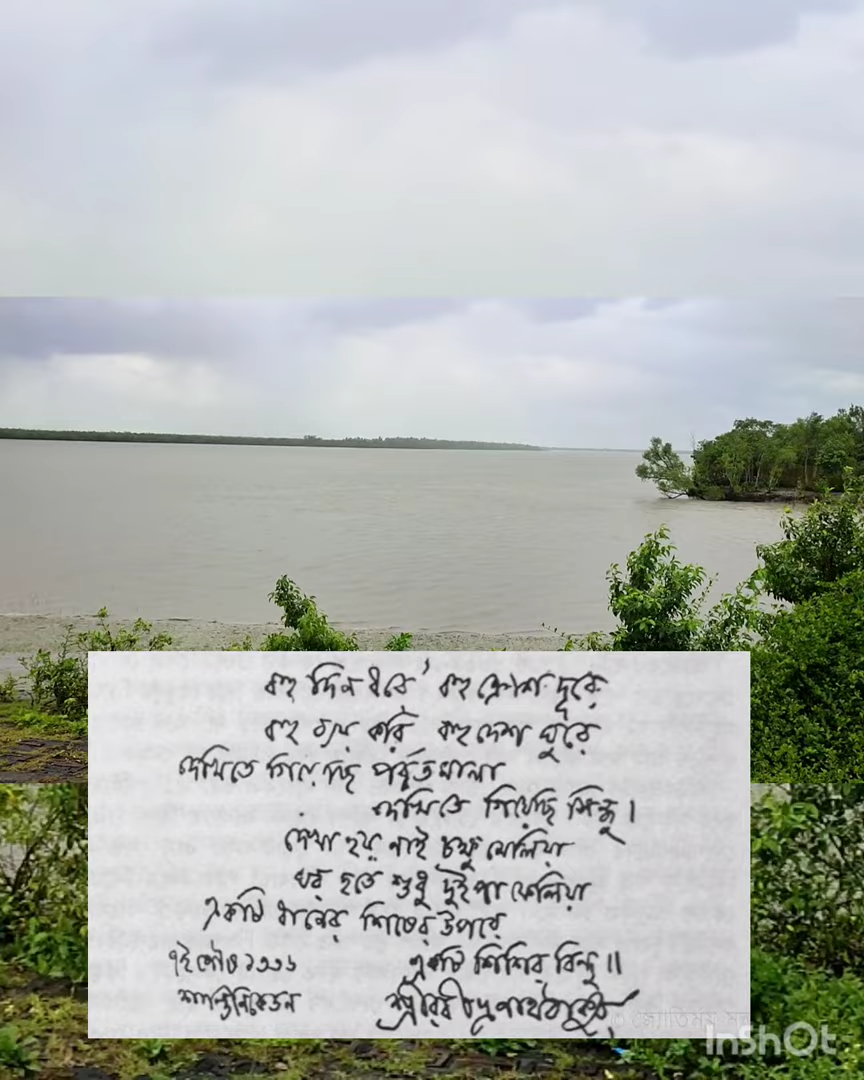 বহু দিন ধরে' বহু ক্রোশ দূরে
বহু ব্যয় করি বহু দেশ ঘুরে
দেখিতে গিয়েছি পর্বতমালা
দেখিতে গিয়েছি সিন্ধু।
দেখা হয় নাই চক্ষু মেলিয়া
ঘর হতে শুধু দুই পা ফেলিয়া
একটি ধানের শিষের উপরে
একটি শিশির বিন্দু॥
৭ই পৌষ ১৩৩৬
শান্তিনিকেতন
শ্রীরবীন্দ্রনাথ ঠাকুর
InShOt